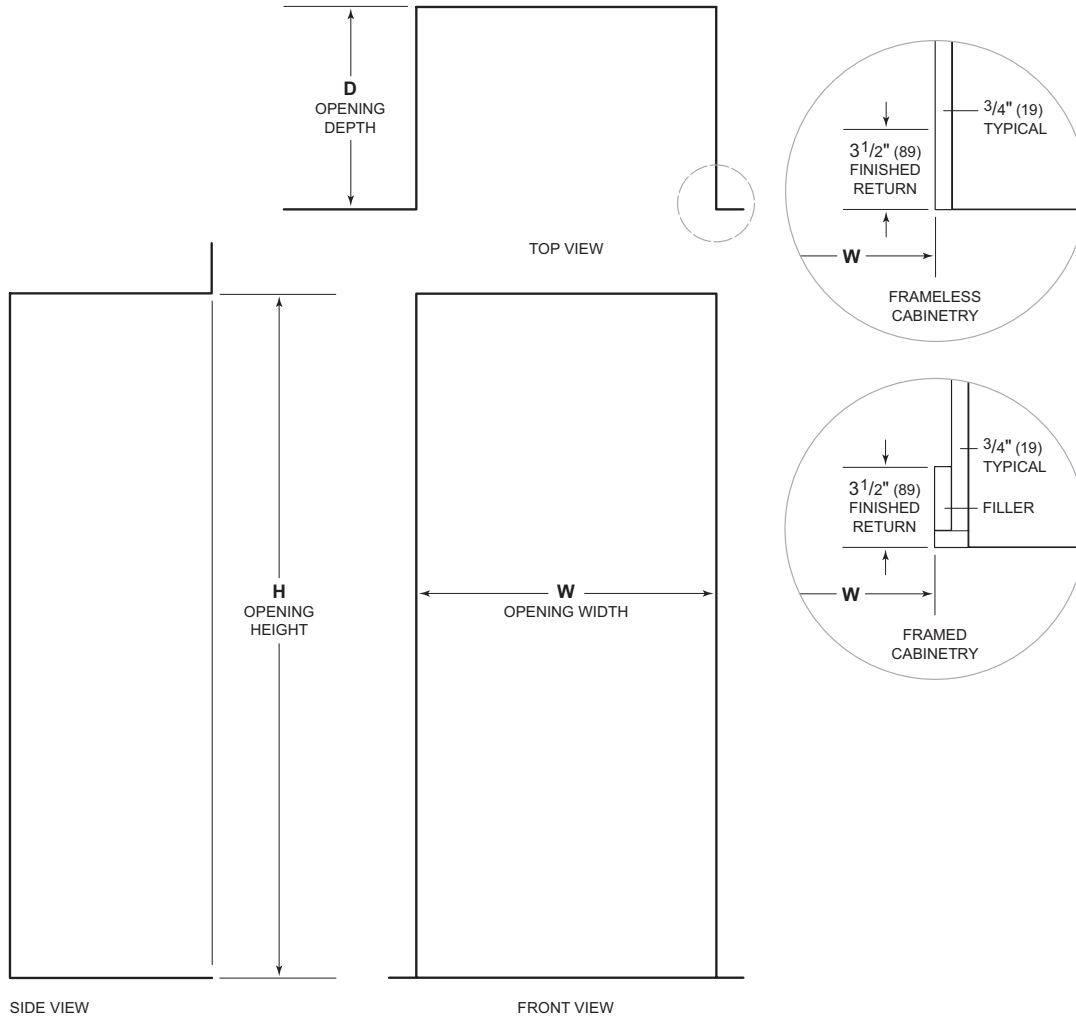 D
OPENING
DEPTH
TOP VIEW
3/4" (19)
TYPICAL
3 1/2" (89)
FINISHED
RETURN
W
FRAMELESS
CABINETRY
3/4" (19)
TYPICAL
3 1/2" (89)
FINISHED
RETURN
FILLER
W
FRAMED
CABINETRY
H
OPENING
HEIGHT
W
OPENING WIDTH
SIDE VIEW
FRONT VIEW